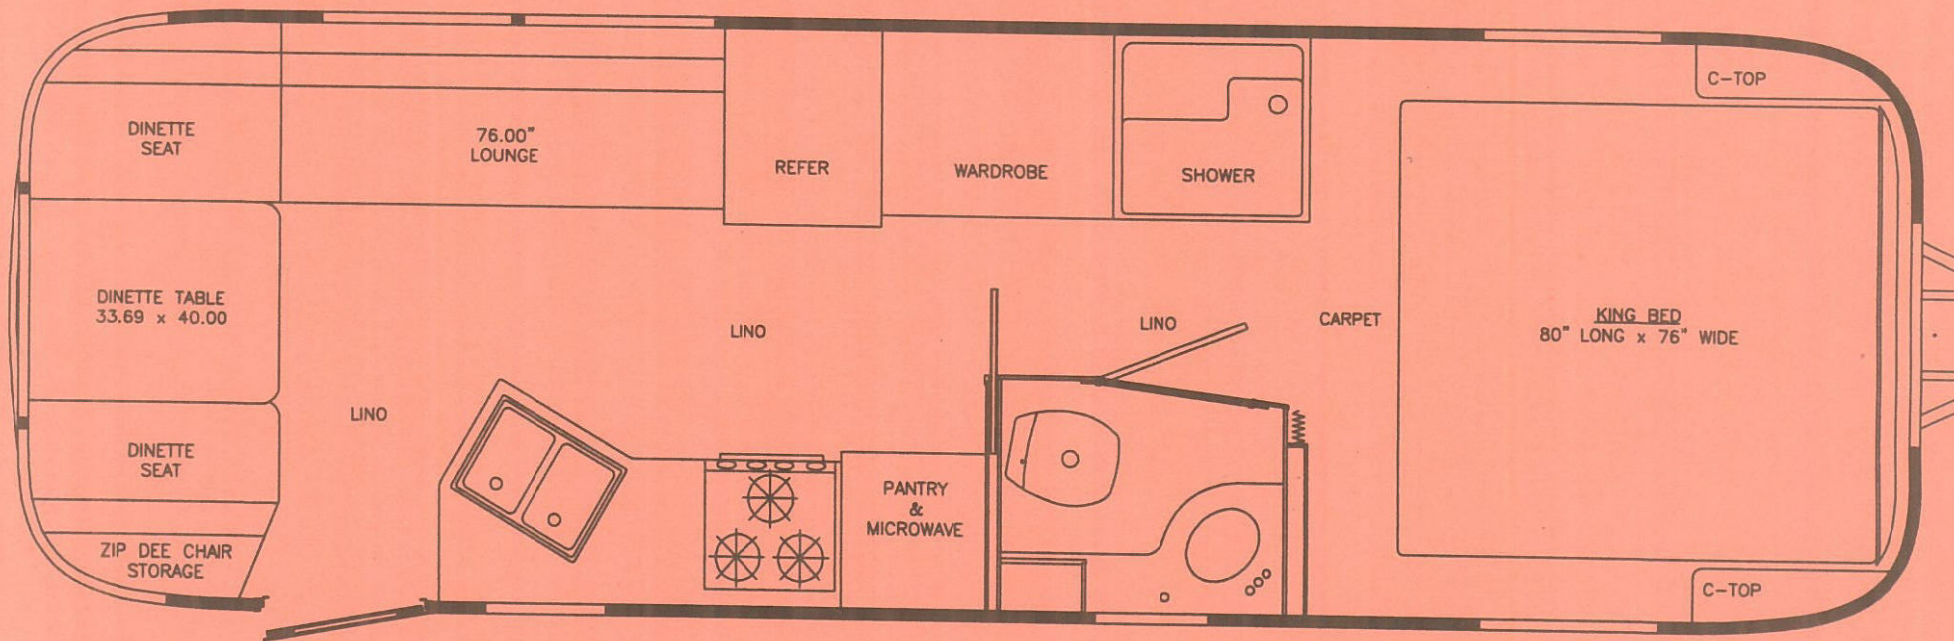 DINETTE
SEAT
76.00"
LOUNGE
REFER
WARDROBE
SHOWER
C-TOP
DINETTE TABLE
33.69 x 40.00
LINO
LINO
LINO
CARPET
KING BED
80" LONG x 76" WIDE
DINETTE
SEAT
PANTRY
&
MICROWAVE
ZIP DEE CHAIR
STORAGE
C-TOP